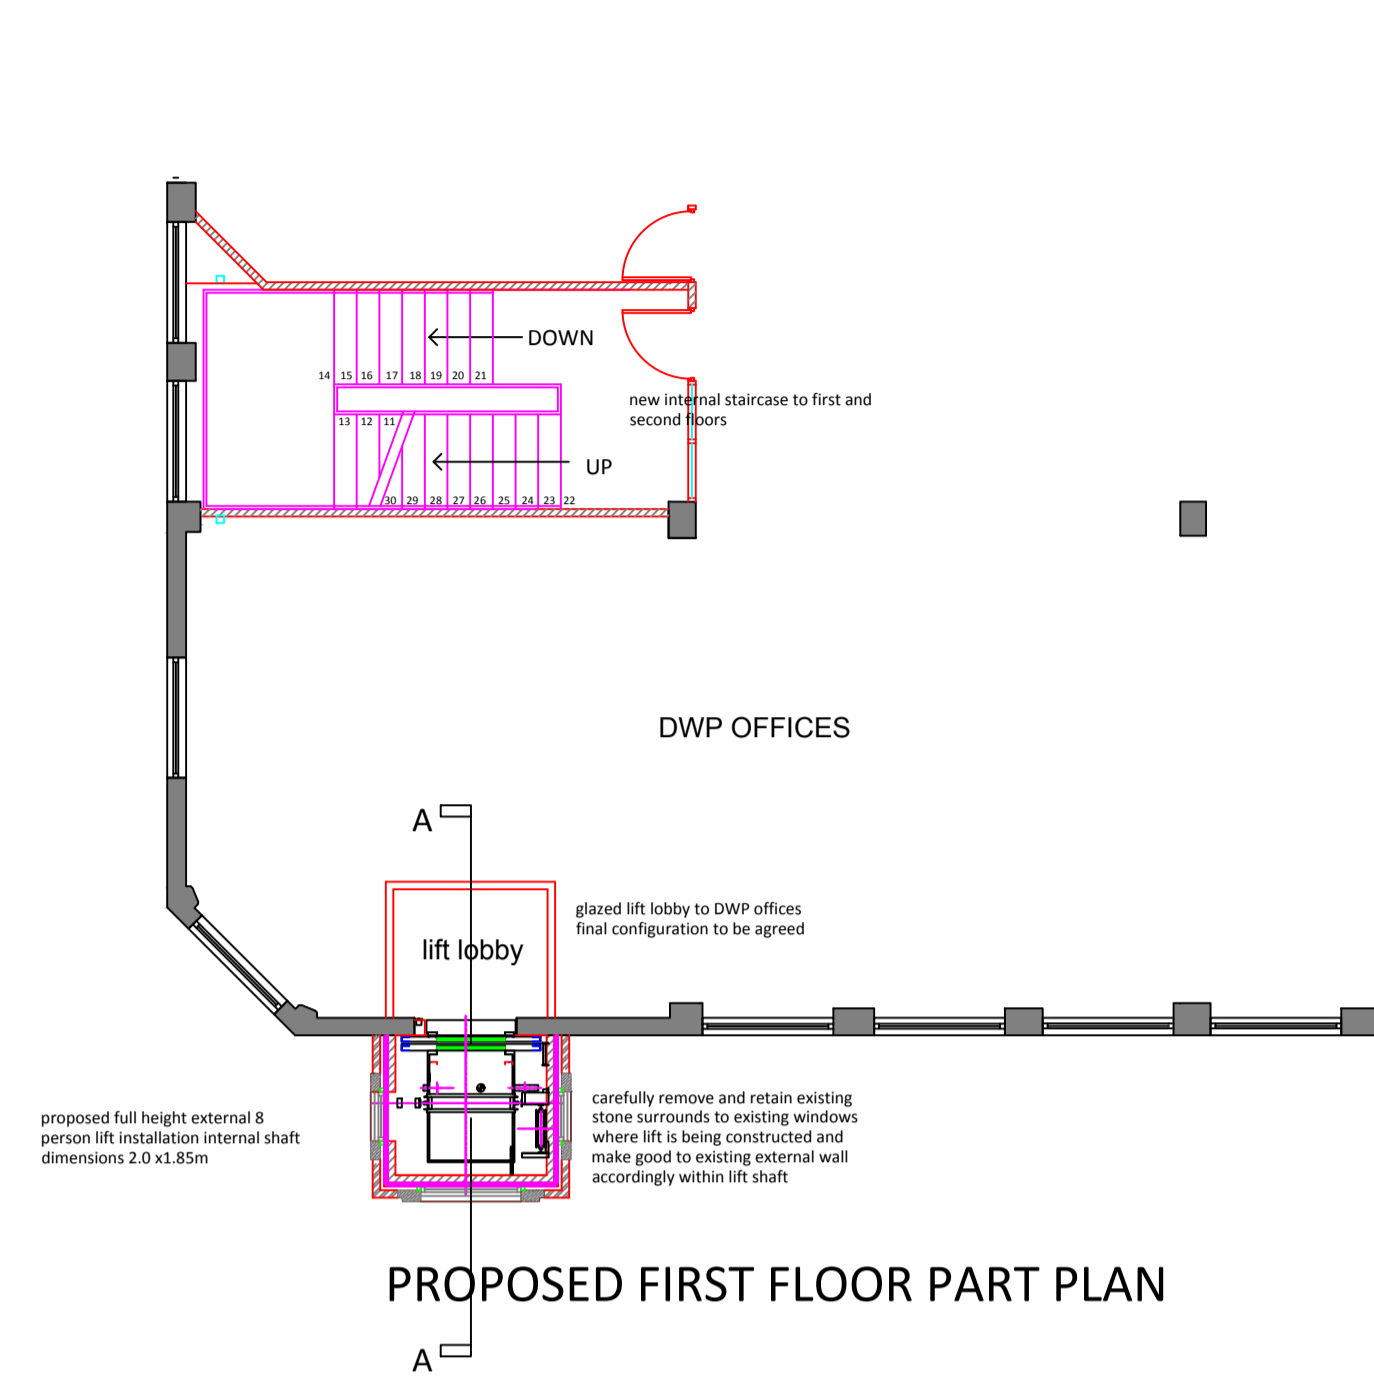 DOWN
14 15 16 17 18 19 20 21
new internal staircase to first and
second floors
13 12 11
UP
30 29 28 27 26 25 24 23 22
DWP OFFICES
A
glazed lift lobby to DWP offices
final configuration to be agreed
lift lobby
proposed full height external 8
person lift installation internal shaft
dimensions 2.0 x1.85m
carefully remove and retain existing
stone surrounds to existing windows
where lift is being constructed and
make good to existing external wall
accordingly within lift shaft
PROPOSED FIRST FLOOR PART PLAN
A